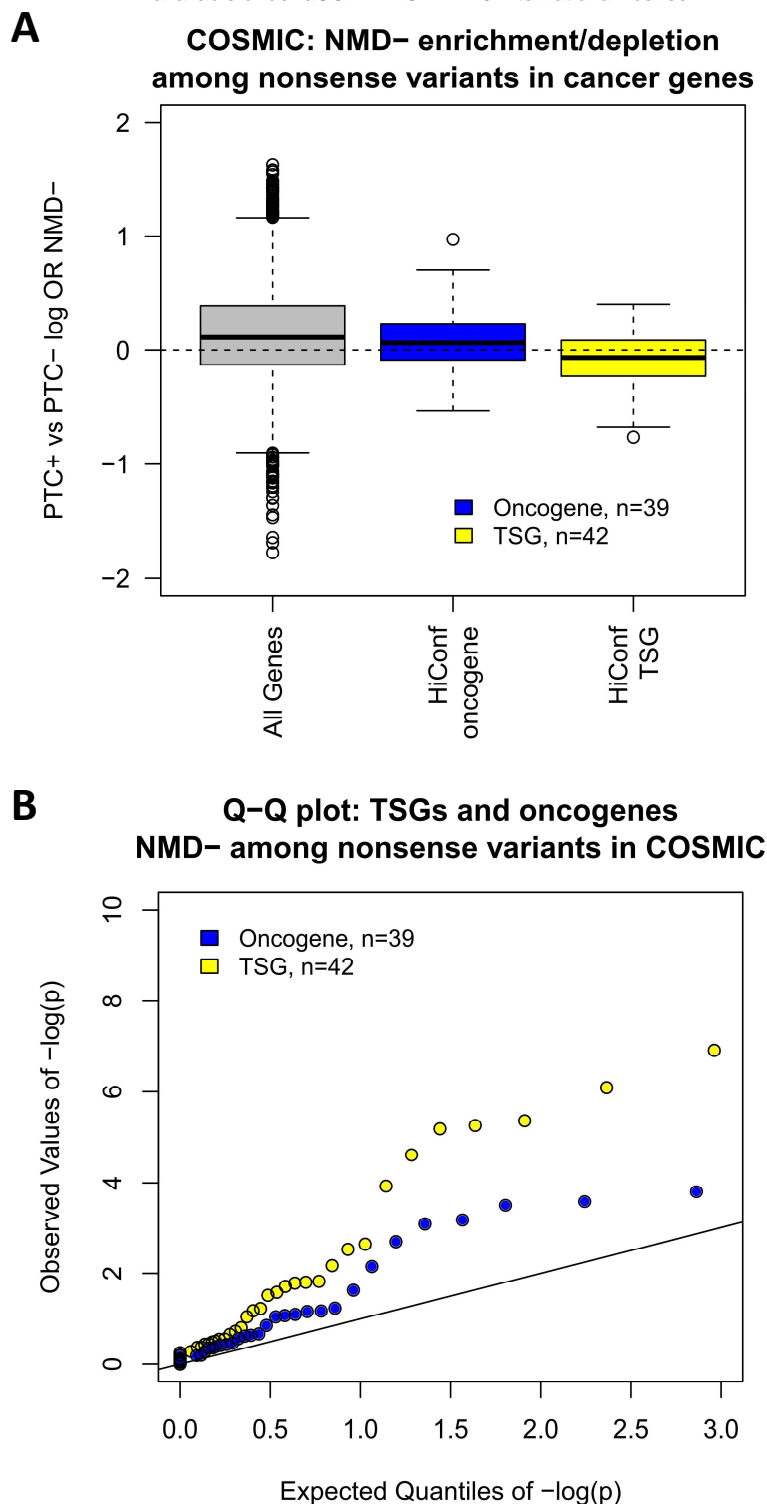 A
COSMIC: NMD− enrichment/depletion
among nonsense variants in cancer genes
PTC+ vs PTC− log OR NMD−
2
1
0
−1
−2
Oncogene, n=39
TSG, n=42
All Genes
HiConf
oncogene
HiConf
TSG
B
Q−Q plot: TSGs and oncogenes
NMD− among nonsense variants in COSMIC
Observed Values of −log(p)
10
8
6
4
2
0
Oncogene, n=39
TSG, n=42
0.0 0.5 1.0 1.5 2.0 2.5 3.0
Expected Quantiles of −log(p)